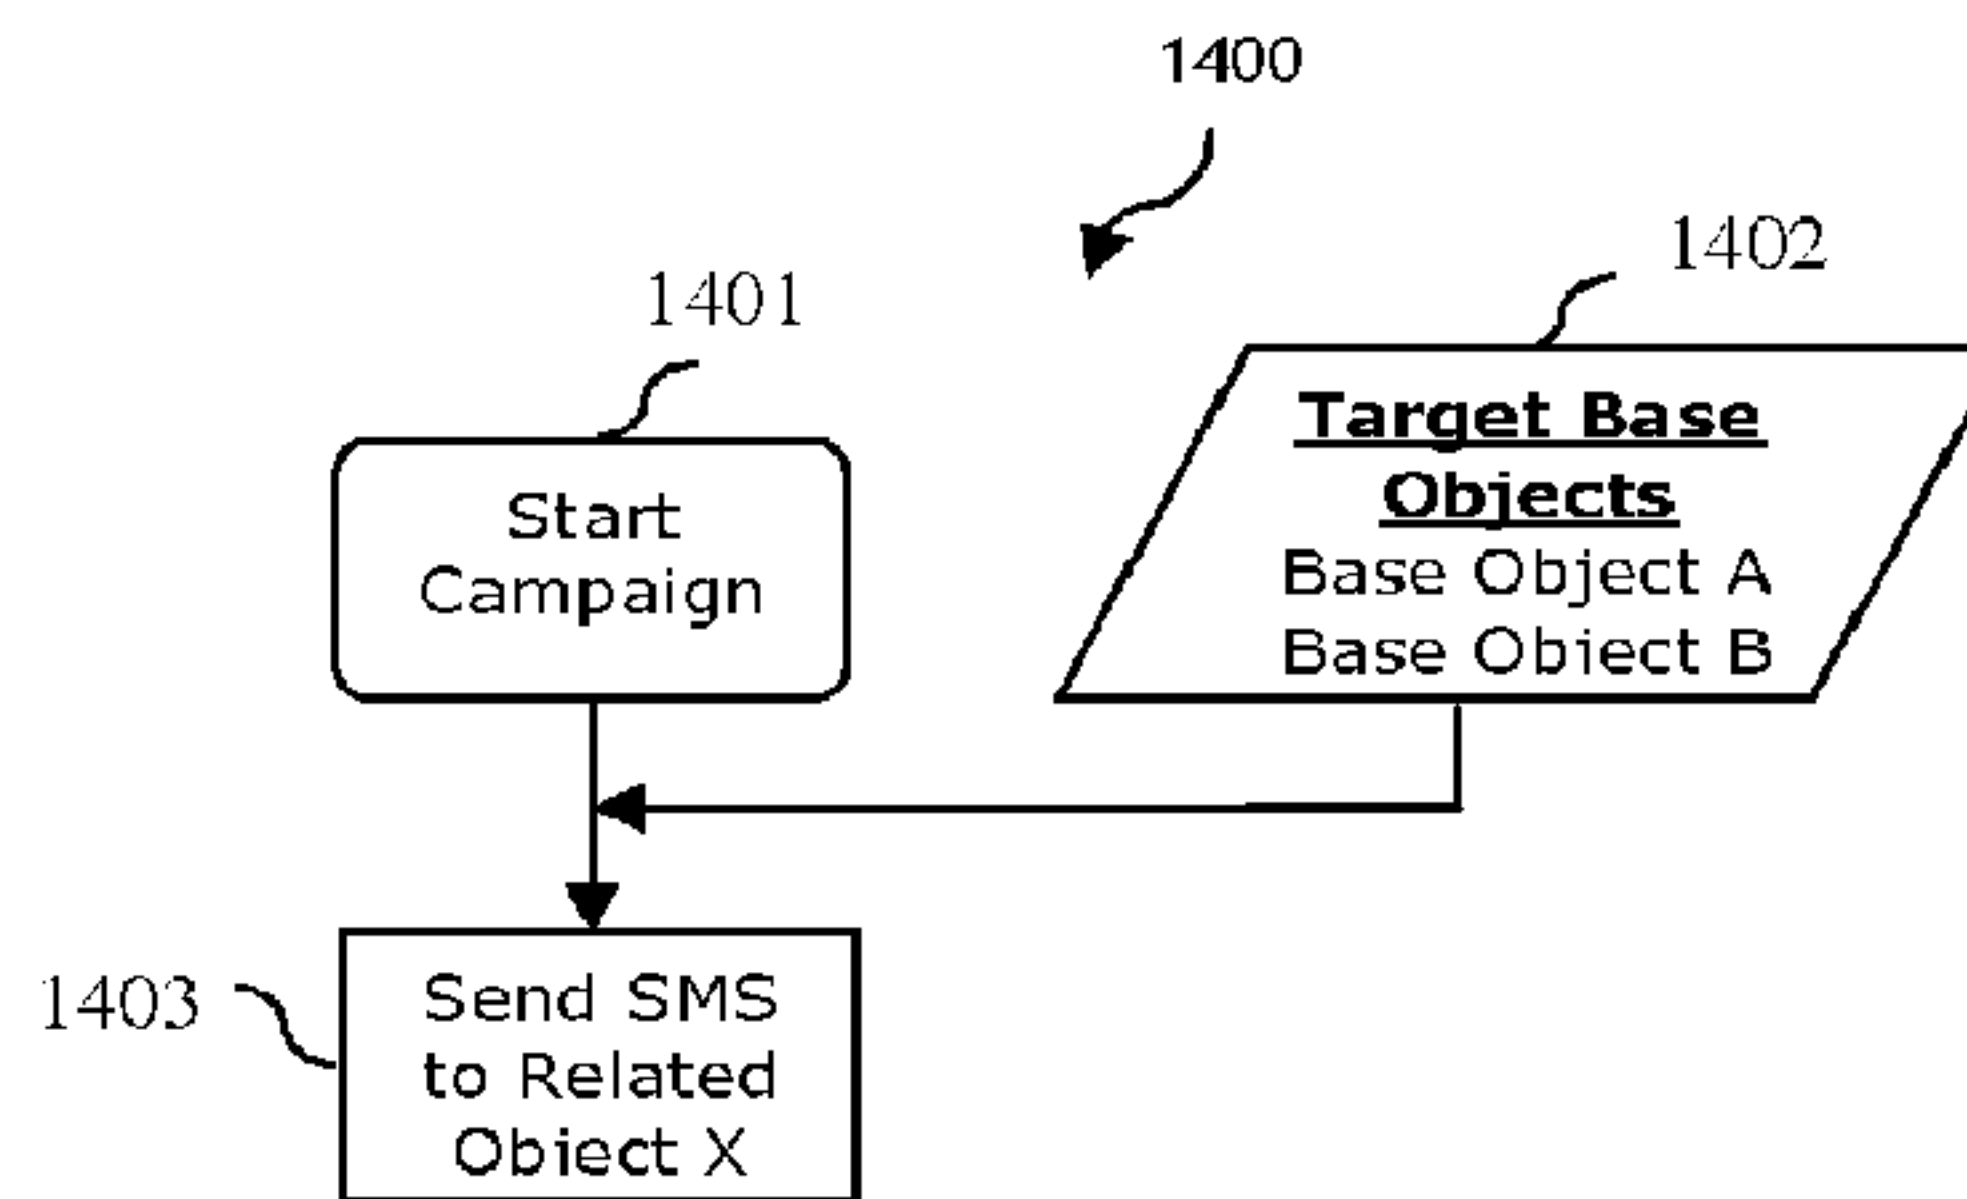 1400
1402
1401
Target Base
Objects
Base Object A
Base Object B
Start
Campaign
1403
Send SMS
to Related
Object X